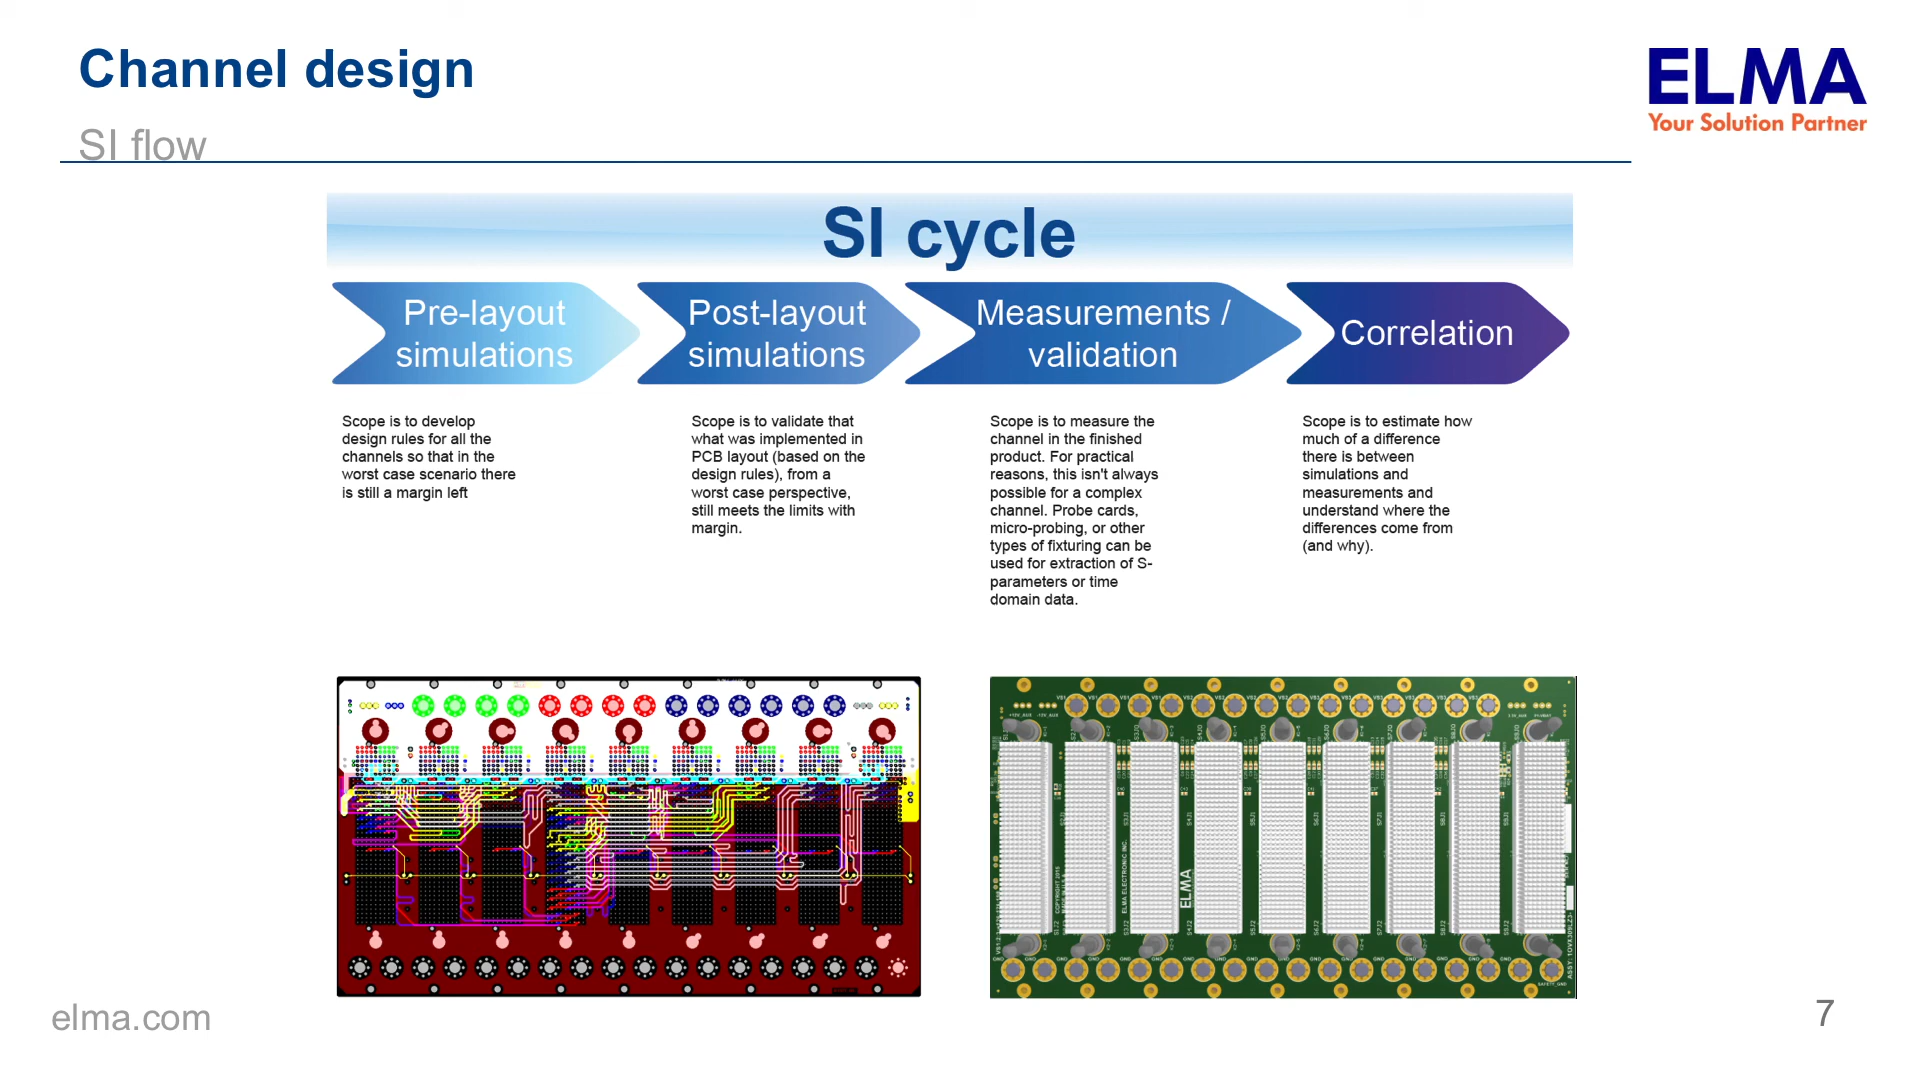 Channel design
SI flow
ELMA
Your Solution Partner
SI cycle
Pre-layout
simulations
Post-layout
simulations
Measurements /
validation
Correlation
Scope is to develop
design rules for all the
channels so that in the
worst case scenario there
is still a margin left
Scope is to validate that
what was implemented in
PCB layout (based on the
design rules), from a
worst case perspective,
still meets the limits with
margin.
Scope is to measure the
channel in the finished
product. For practical
reasons, this isn't always
possible for a complex
channel. Probe cards,
micro-probing, or other
types of fixturing can be
used for extraction of S-
parameters or time
domain data.
Scope is to estimate how
much of a difference
there is between
simulations and
measurements and
understand where the
differences come from
(and why).
ELMA
ELMA ELECTRONIC INC.
COPYRIGHT 2015
SAFETY_GND
elma.com
7